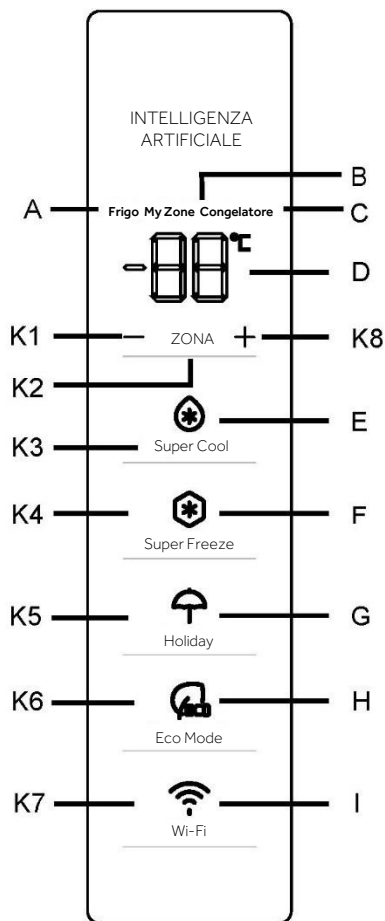 INTELLIGENZA
ARTIFICIALE
B
A
Frigo My Zone Congelatore
C
-88°C
D
K1
- ZONA +
K8
K2
E
K3
Super Cool
K4
F
Super Freeze
K5
G
Holiday
K6
eco
H
Eco Mode
K7
I
Wi-Fi